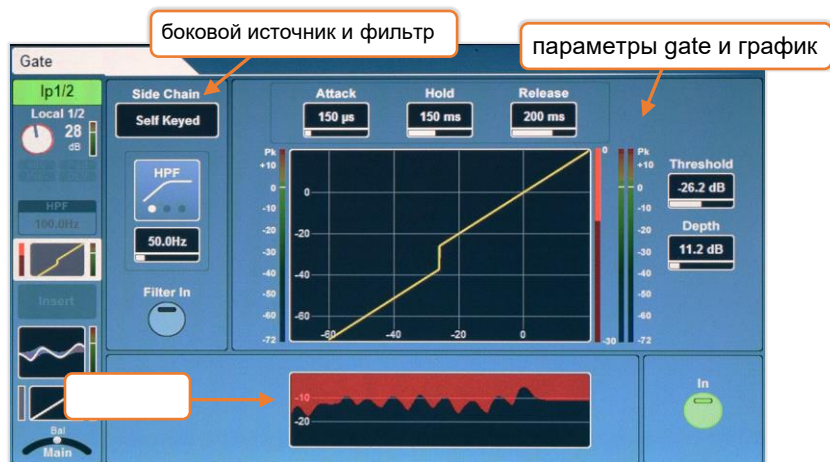 боковой источник и фильтр
параметры gate и график
Gate
Ip1/2
Local 1/2
28
dB
HPF
100.0Hz
Insert
Bal
Main
Side Chain
Self Keyed
HPF
50.0Hz
Filter In
Attack
Hold
Release
150 µs
150 ms
200 ms
Pk
+10
0
-10
-20
-30
-40
-50
-60
-72
0
-20
-40
-60
-60
-40
-20
0
0
-30
Pk
+10
0
-10
-20
-30
-40
-50
-60
-72
Threshold
-26.2 dB
Depth
11.2 dB
-10
-20
In